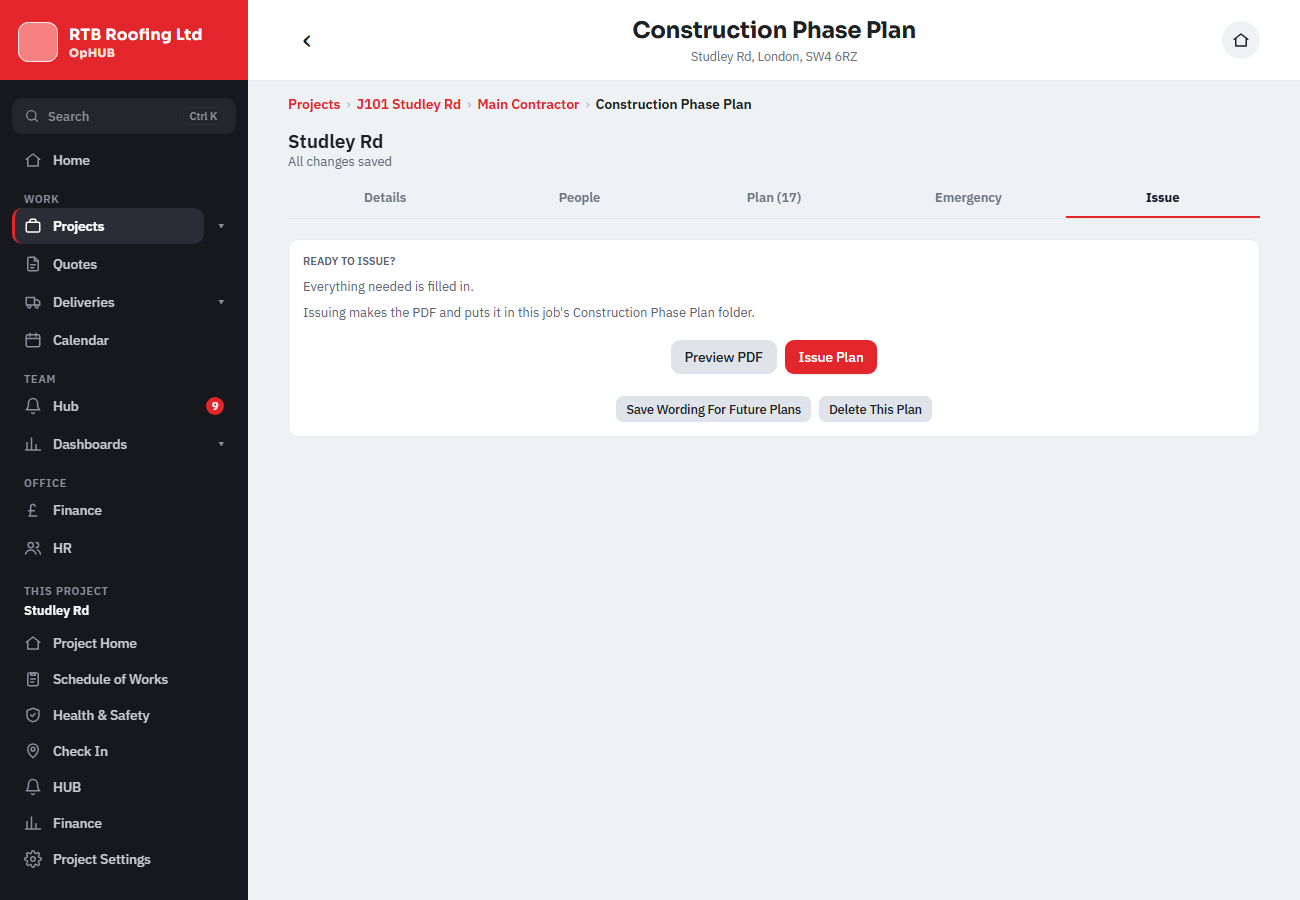 RTB Roofing Ltd
OpHUB
Search
Ctrl K
Home
WORK
Projects
Quotes
Deliveries
Calendar
TEAM
Hub
9
Dashboards
OFFICE
Finance
HR
THIS PROJECT
Studley Rd
Project Home
Schedule of Works
Health & Safety
Check In
HUB
Finance
Project Settings
Construction Phase Plan
Studley Rd, London, SW4 6RZ
Projects › J101 Studley Rd › Main Contractor › Construction Phase Plan
Studley Rd
All changes saved
Details
People
Plan (17)
Emergency
Issue
READY TO ISSUE?
Everything needed is filled in.
Issuing makes the PDF and puts it in this job's Construction Phase Plan folder.
Preview PDF
Issue Plan
Save Wording For Future Plans
Delete This Plan